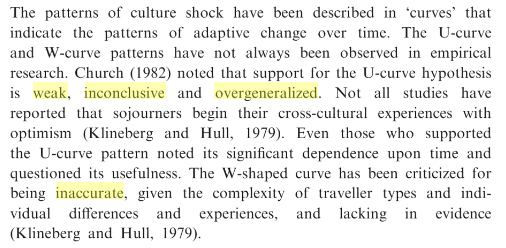 The patterns of culture shock have been described in ‘curves’ that
indicate the patterns of adaptive change over time. The U-curve
and W-curve patterns have not always been observed in empirical
research. Church (1982) noted that support for the U-curve hypothesis
is weak, inconclusive and overgeneralized. Not all studies have
reported that sojourners begin their cross-cultural experiences with
optimism (Klineberg and Hull, 1979). Even those who supported
the U-curve pattern noted its significant dependence upon time and
questioned its usefulness. The W-shaped curve has been criticized for
being inaccurate, given the complexity of traveller types and indi-
vidual differences and experiences, and lacking in evidence
(Klineberg and Hull, 1979).